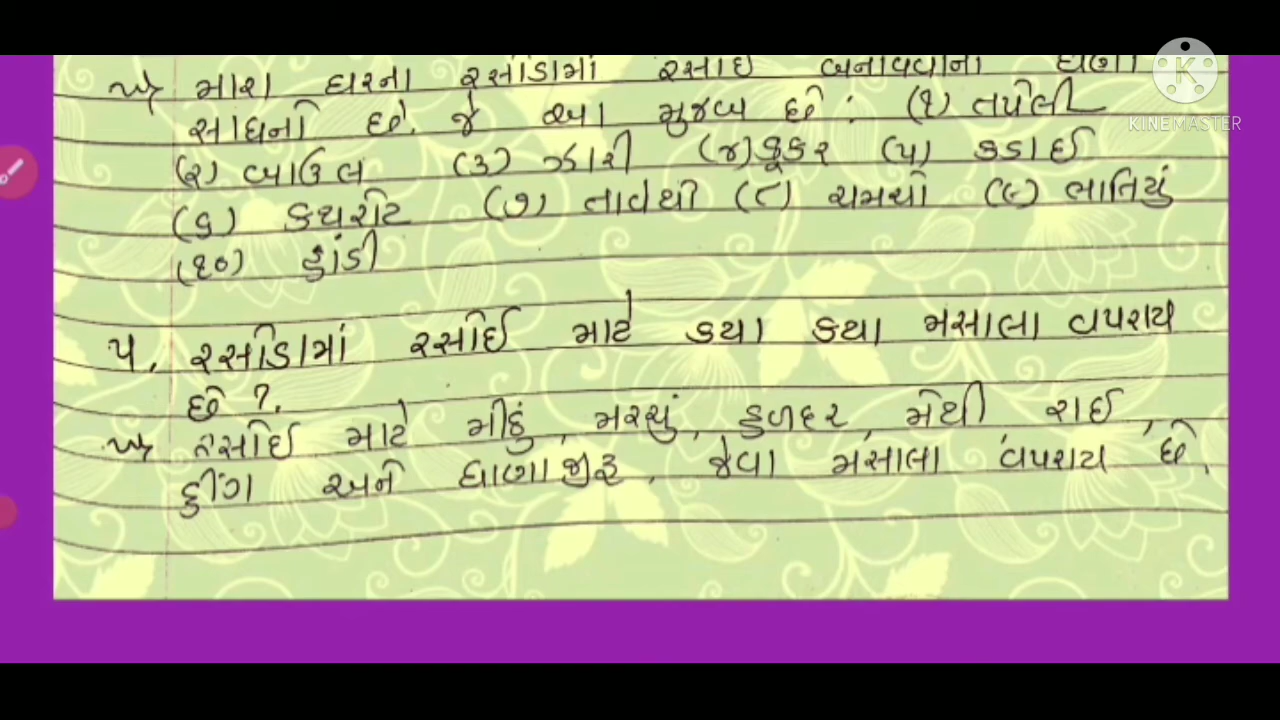 જ મારા ઘરના રસોડામાં રસોઇ બનાવવાના ઘણા
સાધનો છે. જે આ મુજબ છે : (૧) તપેલી
(૨) બાઉલ (૩) ઝારી (૪) કૂકર (૫) કડાઈ
(૬) કથરોટ (૭) તાવેથી (૮) ચમચી (૯) ભાતિયું
(૧૦) હાંડી
૫. રસોડામાં રસોઈ માટે કયા કયા મસાલા વપરાય
છે ?.
જ રસોઇ માટે મીઠું, મરચું, હળદર, મેથી, રાઈ,
હીંગ અને ધાણાજીરૂ, જેવા મસાલા વપરાય છે.
KINEMASTER